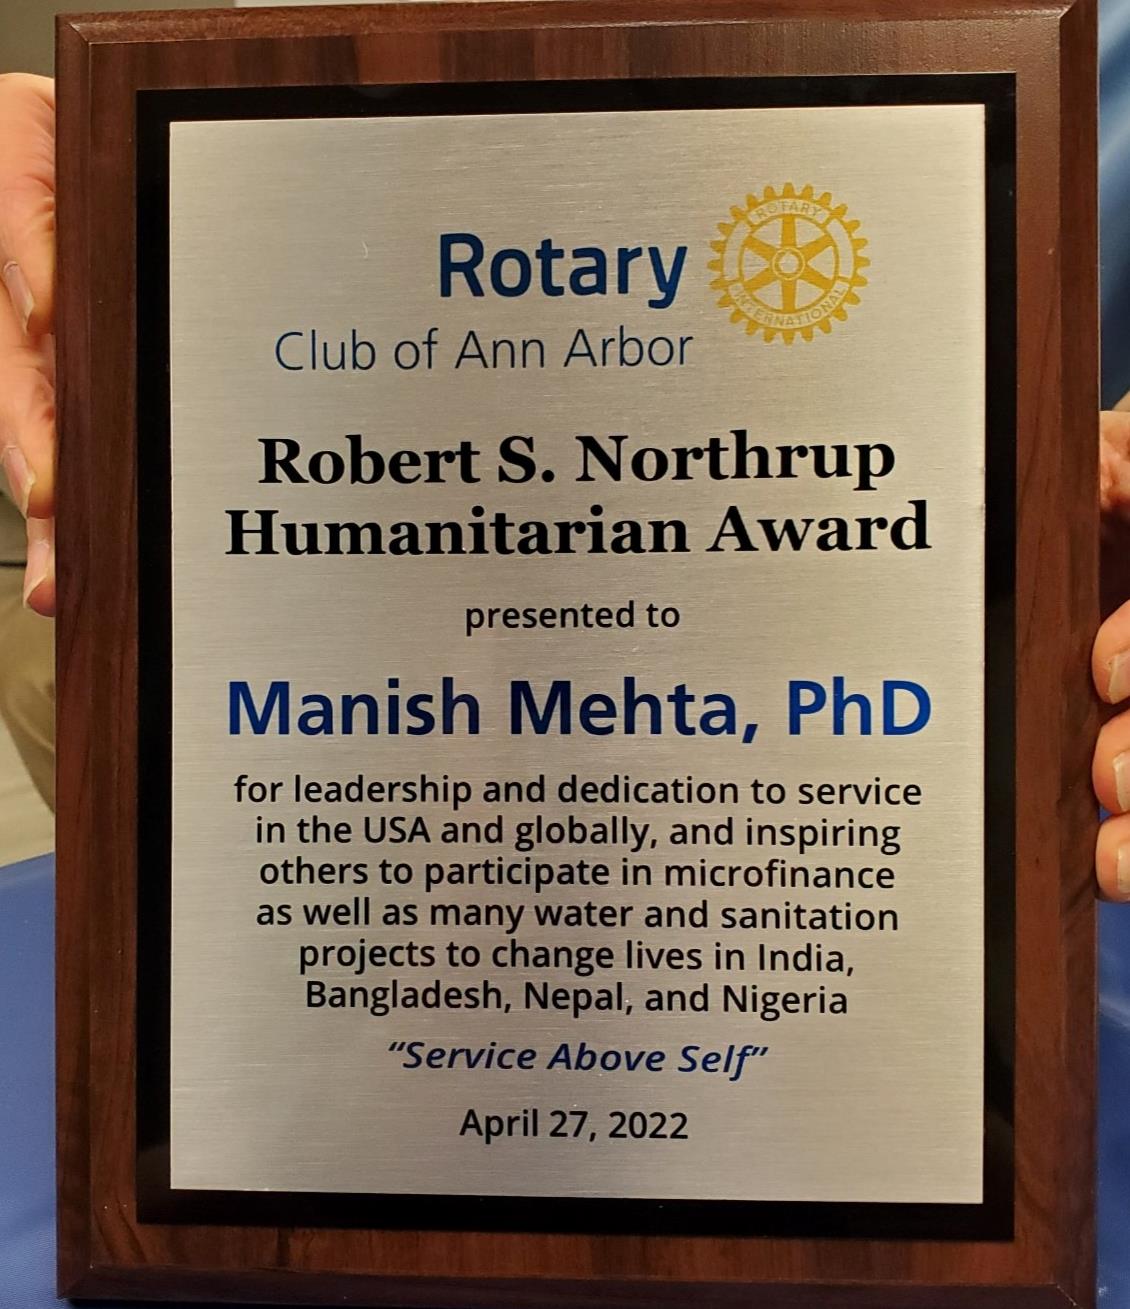 Rotary
ROTARY
INTERNATIONAL
Club of Ann Arbor
Robert S. Northrup
Humanitarian Award
presented to
Manish Mehta, PhD
for leadership and dedication to service
in the USA and globally, and inspiring
others to participate in microfinance
as well as many water and sanitation
projects to change lives in India,
Bangladesh, Nepal, and Nigeria
“Service Above Self”
April 27, 2022